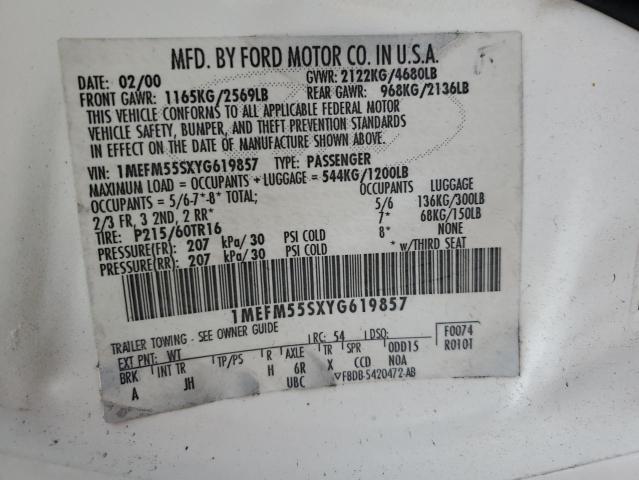 MFD. BY FORD MOTOR CO. IN U.S.A.
DATE: 02/00 GVWR: 2122KG/4680LB
FRONT GAWR: 1165KG/2569LB REAR GAWR: 968KG/2136LB
THIS VEHICLE CONFORMS TO ALL APPLICABLE FEDERAL MOTOR
VEHICLE SAFETY, BUMPER, AND THEFT PREVENTION STANDARDS
IN EFFECT ON THE DATE OF MANUFACTURE SHOWN ABOVE.
VIN: 1MEFM55SXYG619857 TYPE: PASSENGER
MAXIMUM LOAD = OCCUPANTS + LUGGAGE = 544KG/1200LB
OCCUPANTS = 5/6-7*-8* TOTAL; OCCUPANTS LUGGAGE
2/3 FR, 3 2ND, 2 RR* 5/6 136KG/300LB
TIRE: P215/60TR16 7* 68KG/150LB
PRESSURE(FR) = 207 kPa/30 PSI COLD 8* NONE
PRESSURE(RR) = 207 kPa/30 PSI COLD * w/THIRD SEAT
1MEFM55SXYG619857
TRAILER TOWING - SEE OWNER GUIDE
EXT PNT: WT RC: 54 DSO: F0074
BRK INT TR TP/PS R AXLE TR SPR ODD15 R0101
A JH H 6R X CCD NOA
UBC ▽F8DB-5420472-AB